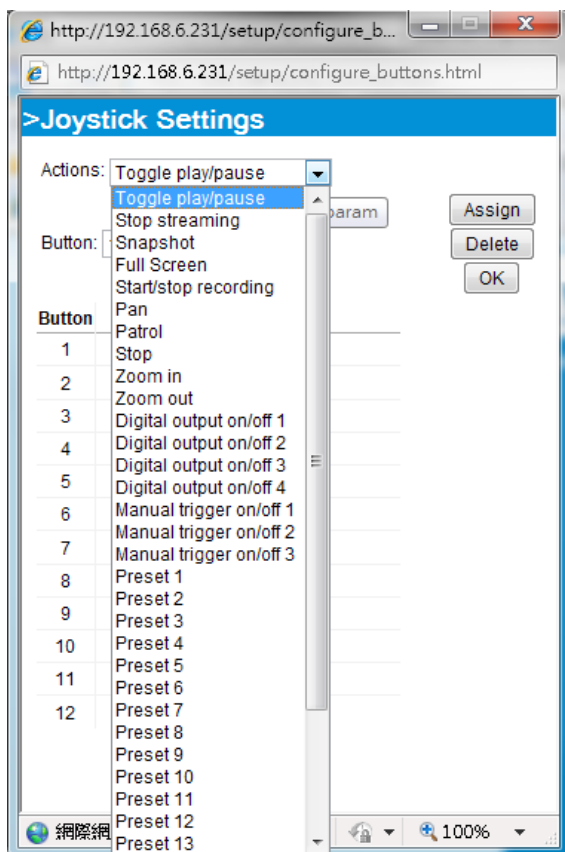 http://192.168.6.231/setup/configure_b...
http://192.168.6.231/setup/configure_buttons.html
>Joystick Settings
Actions: Toggle play/pause
Toggle play/pause
param
Assign
Stop streaming
Button:
Snapshot
Delete
Full Screen
OK
Start/stop recording
Button
Pan
Patrol
1
Stop
2
Zoom in
Zoom out
3
Digital output on/off 1
4
Digital output on/off 2
Digital output on/off 3
5
Digital output on/off 4
6
Manual trigger on/off 1
Manual trigger on/off 2
7
Manual trigger on/off 3
8
Preset 1
Preset 2
9
Preset 3
10
Preset 4
Preset 5
11
Preset 6
12
Preset 7
Preset 8
Preset 9
Preset 10
Preset 11
網際網
Preset 12
100%
Preset 13